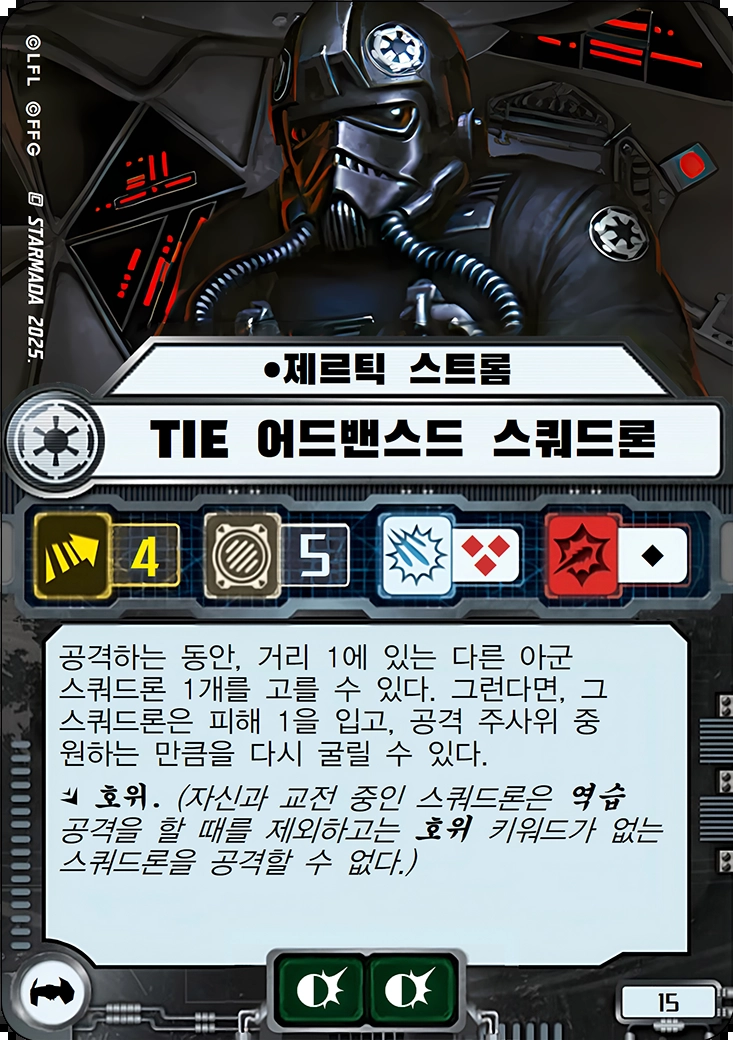 ©LFL ©FFG
STARMADA 2025.
•제르틱 스트롬
TIE 어드밴스드 스쿼드론
4
5
공격하는 동안, 거리 1에 있는 다른 아군
스쿼드론 1개를 고를 수 있다. 그런다면, 그
스쿼드론은 피해 1을 입고, 공격 주사위 중
원하는 만큼을 다시 굴릴 수 있다.
호위. (자신과 교전 중인 스쿼드론은 역습
공격을 할 때를 제외하고는 호위 키워드가 없는
스쿼드론을 공격할 수 없다.)
15